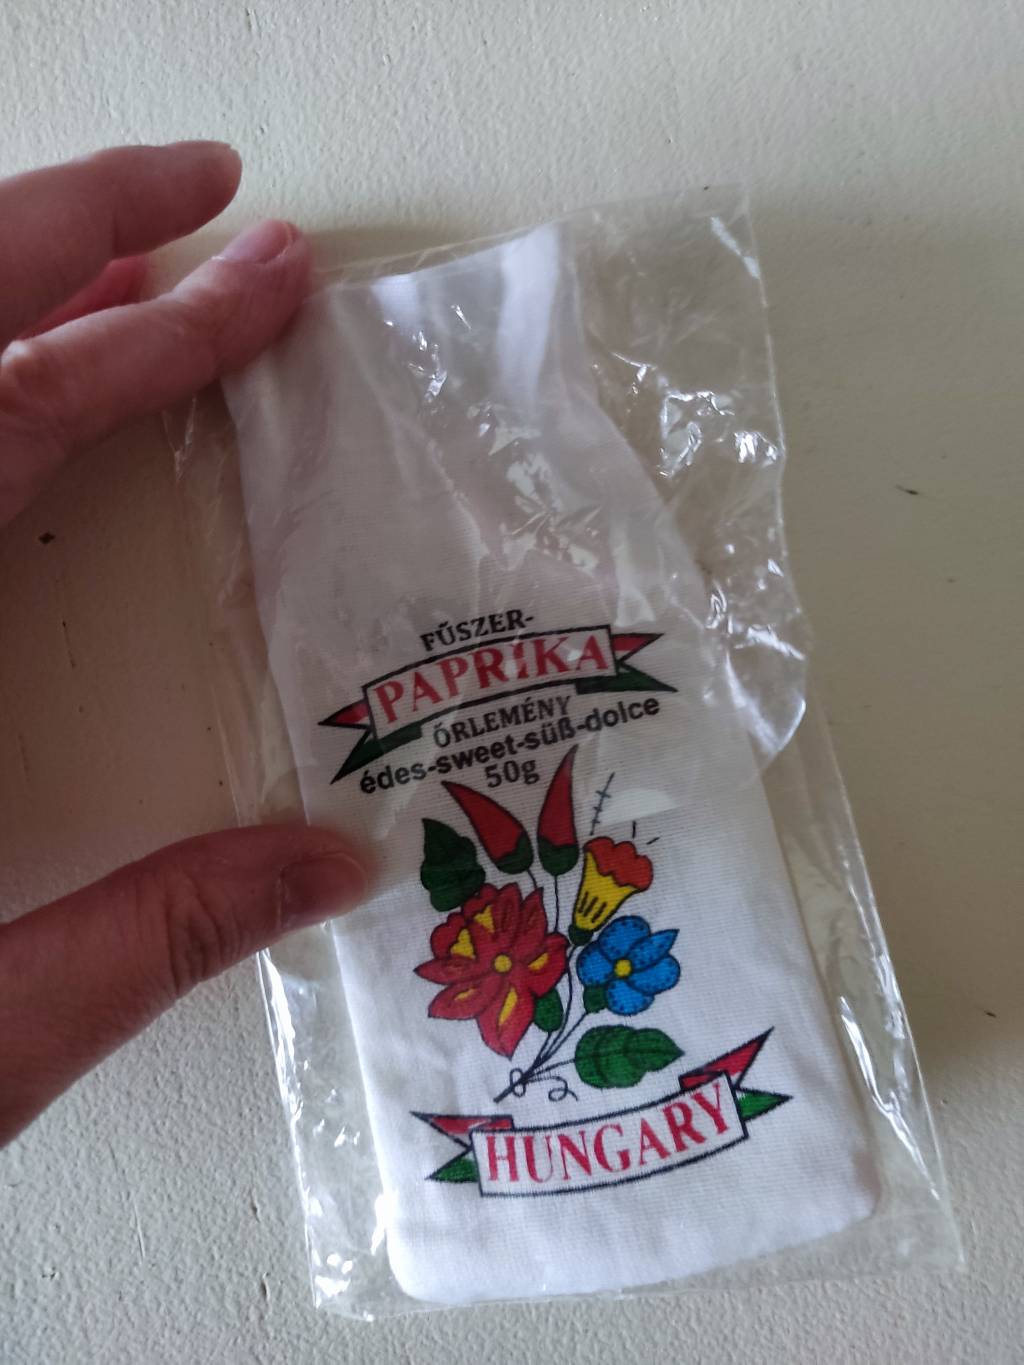 FŰSZER-
PAPRIKA
ŐRLEMÉNY
édes-sweet-süß-dolce
50g
HUNGARY